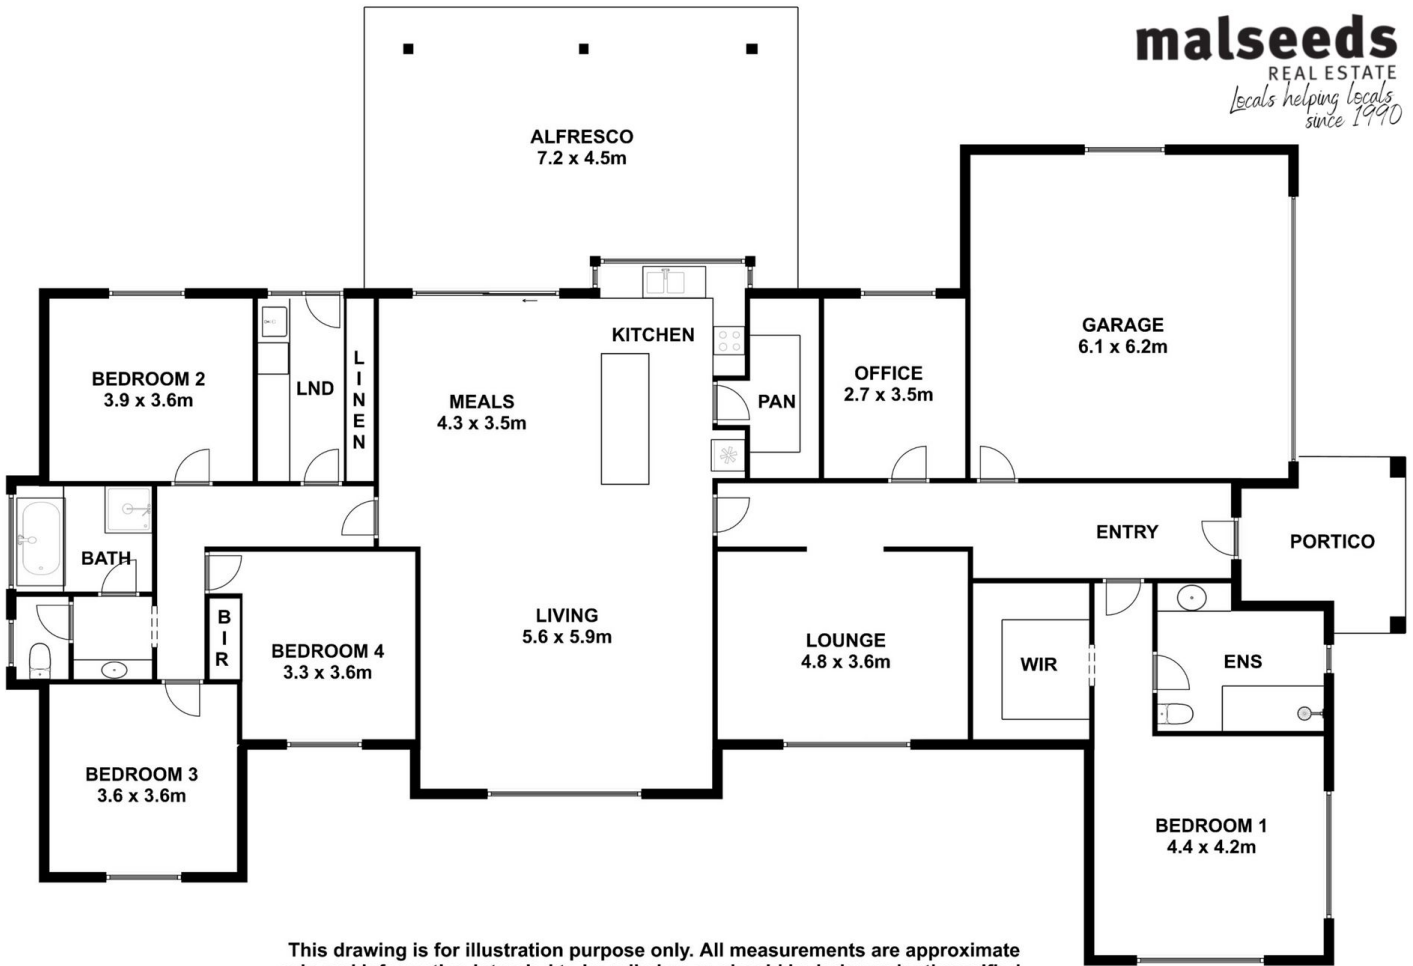 malseeds
REAL ESTATE
Locals helping locals
since 1990
ALFRESCO
7.2 x 4.5m
GARAGE
6.1 x 6.2m
KITCHEN
BEDROOM 2
3.9 x 3.6m
LND
LINEN
MEALS
4.3 x 3.5m
PAN
OFFICE
2.7 x 3.5m
BATH
ENTRY
PORTICO
BIR
BEDROOM 4
3.3 x 3.6m
LIVING
5.6 x 5.9m
LOUNGE
4.8 x 3.6m
WIR
ENS
BEDROOM 3
3.6 x 3.6m
BEDROOM 1
4.4 x 4.2m
This drawing is for illustration purpose only. All measurements are approximate